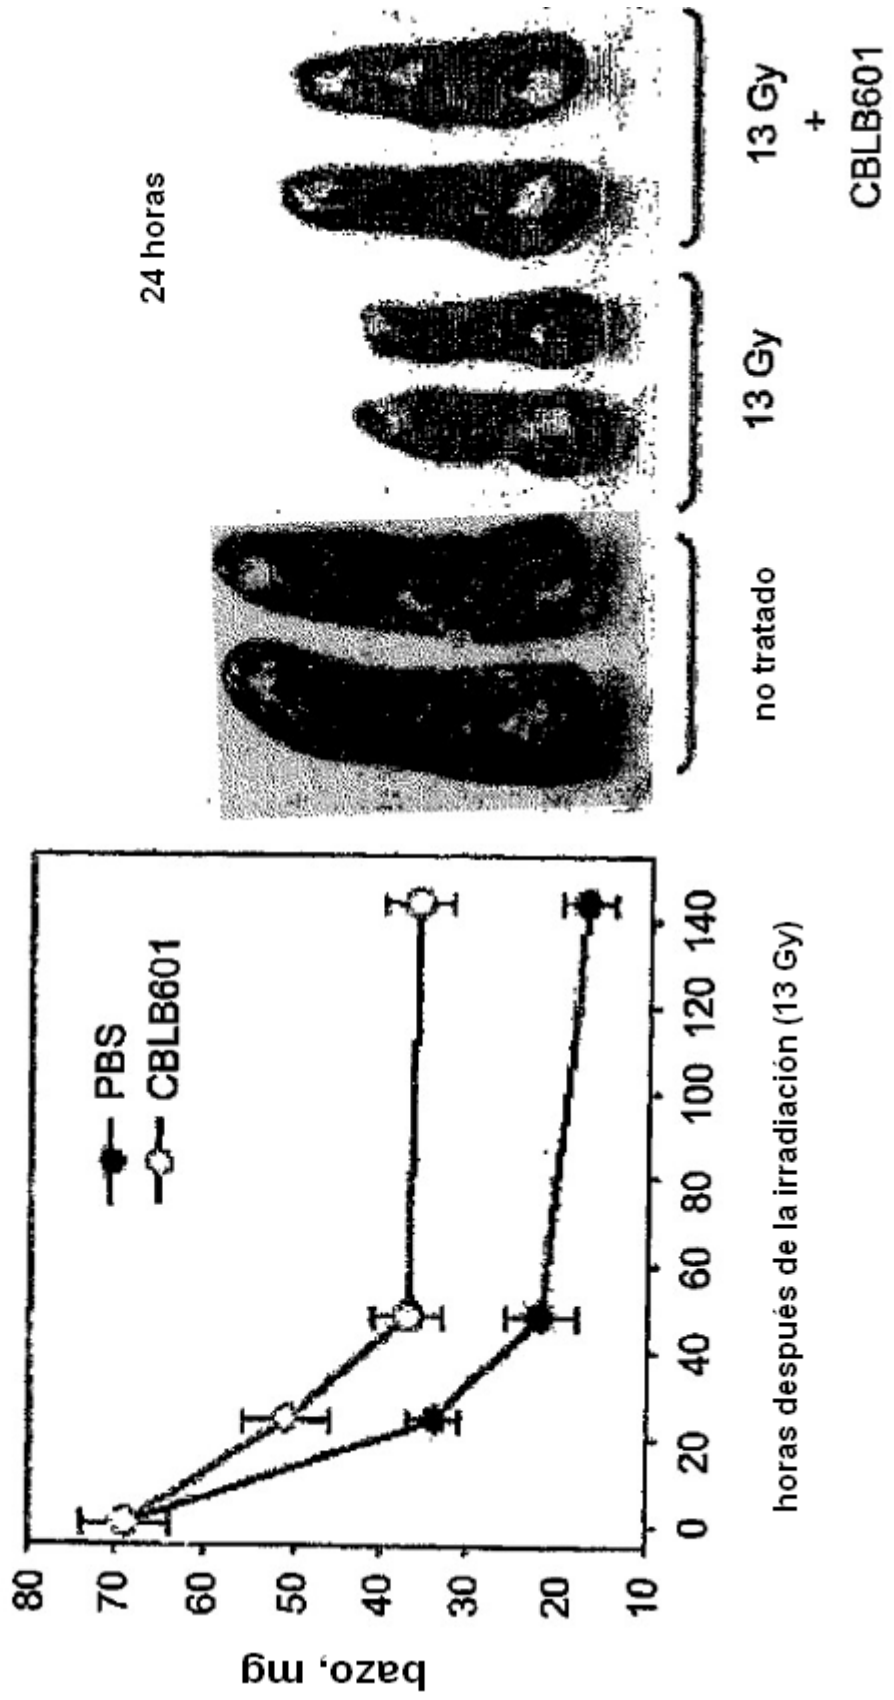 bazo, mg
80
70
60
50
40
30
20
10
PBS
CBLB601
0
20
40
60
80
100
120
140
horas después de la irradiación (13 Gy)
24 horas
no tratado
13 Gy
13 Gy
+
CBLB601